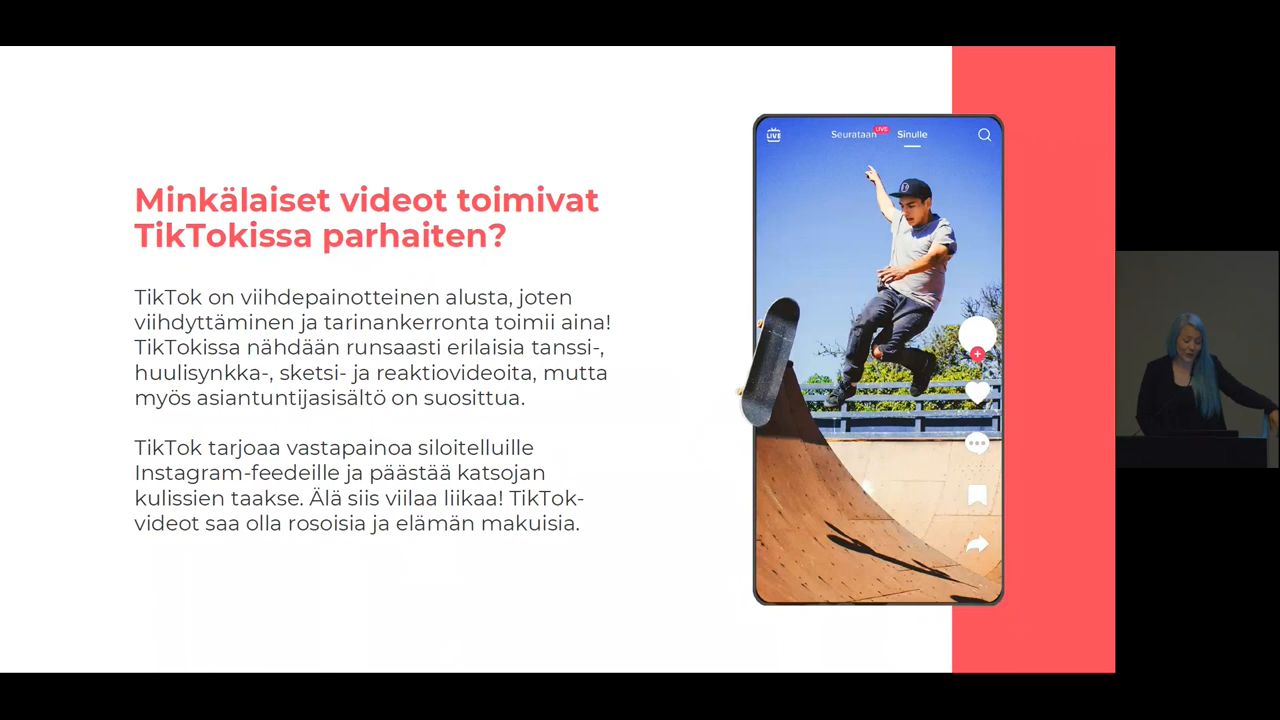 Minkälaiset videot toimivat
TikTokissa parhaiten?
TikTok on viihdepainotteinen alusta, joten
viihdyttäminen ja tarinankerronta toimii aina!
TikTokissa nähdään runsaasti erilaisia tanssi-,
huulisynkka-, sketsi- ja reaktiovideoita, mutta
myös asiantuntijasisältö on suosittua.
TikTok tarjoaa vastapainoa siloitelluille
Instagram-feedeille ja päästää katsojan
kulissien taakse. Älä siis viilaa liikaa! TikTok-
videot saa olla rosoisia ja elämän makuisia.
LIVE
Seurataan LIVE Sinulle